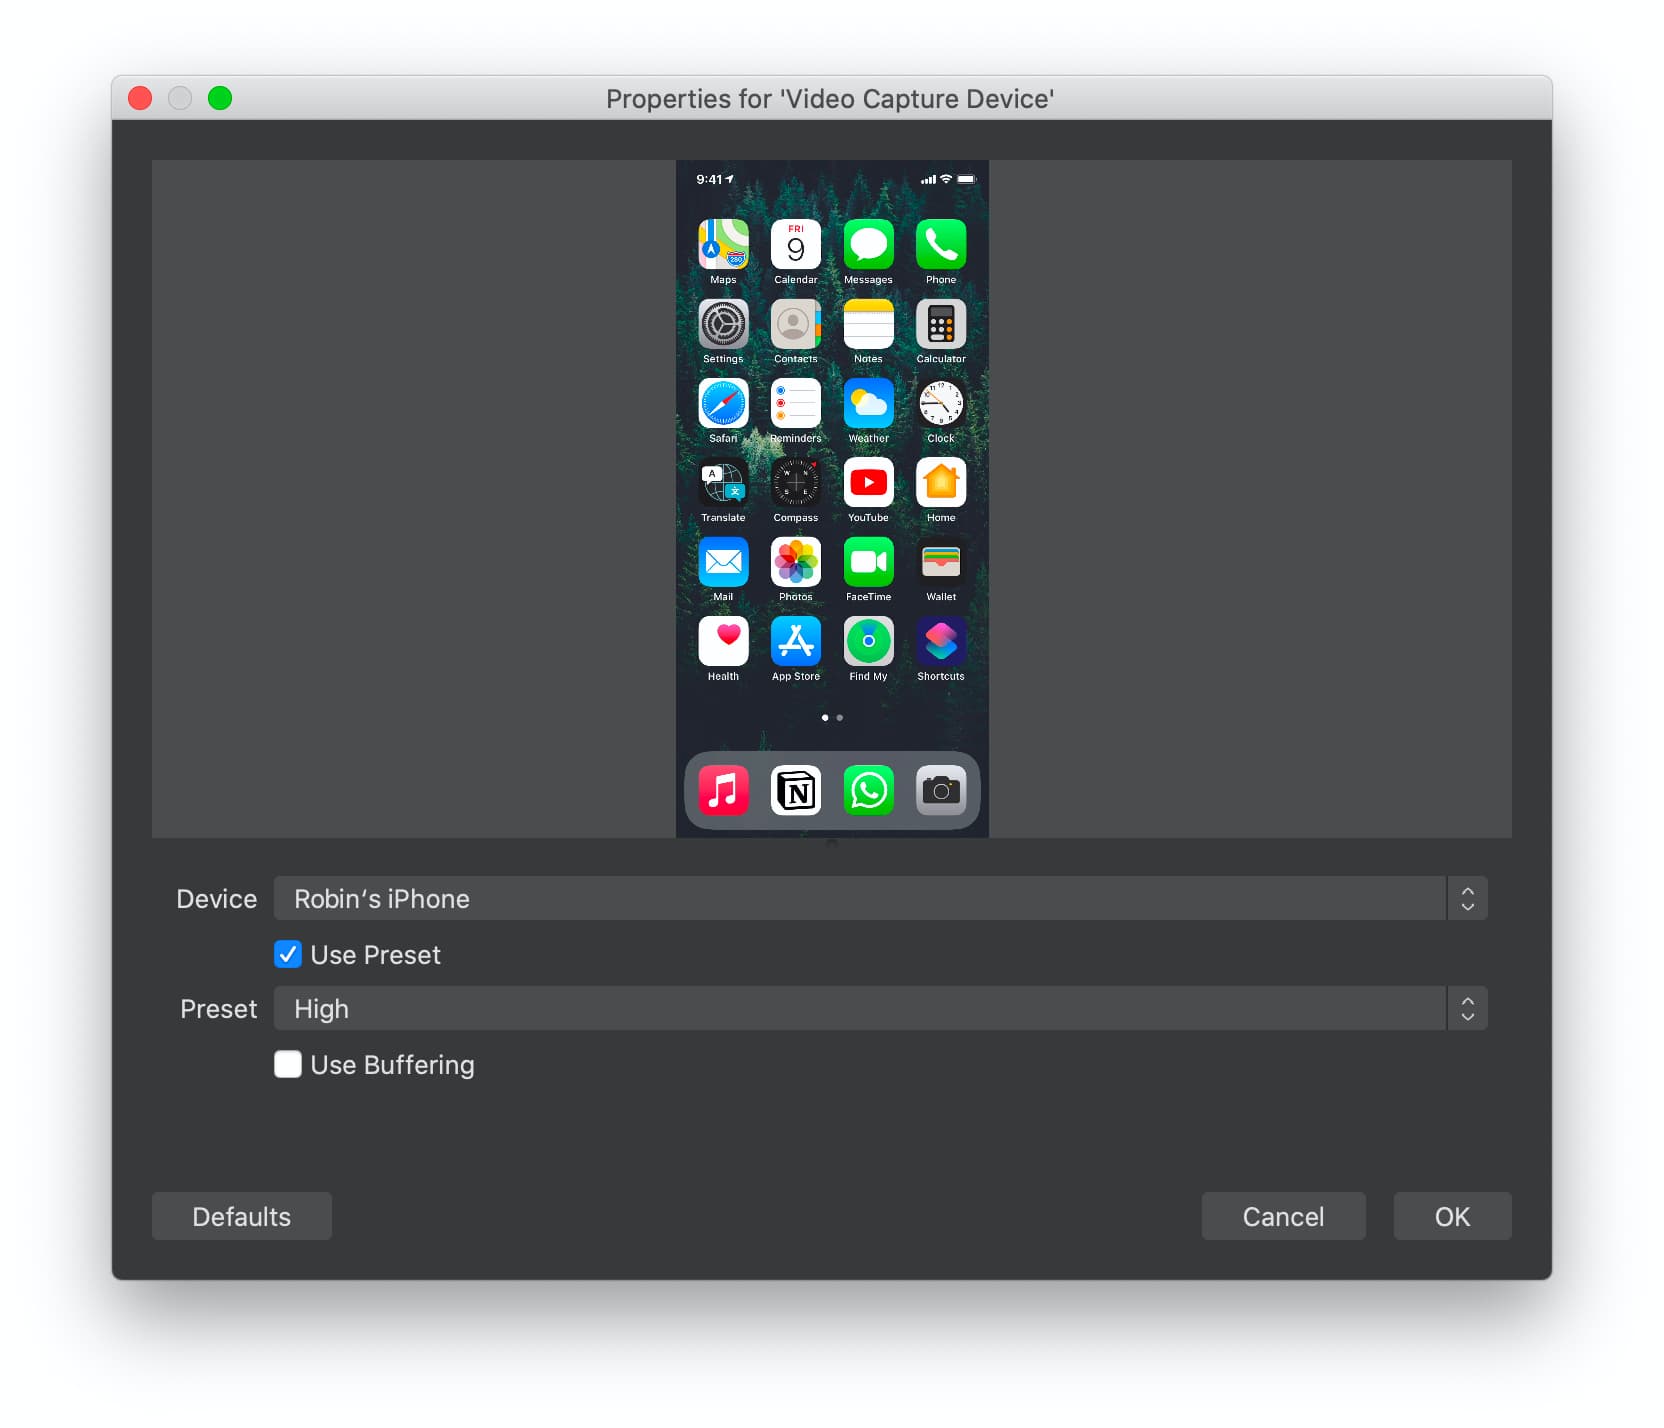 Properties for 'Video Capture Device'
9:41
FRI
9
280
Maps Calendar Messages Phone
Settings Contacts Notes Calculator
Safari Reminders Weather Clock
A
文
Translate Compass YouTube Home
Mail Photos FaceTime Wallet
Health App Store Find My Shortcuts
N
Device Robin‘s iPhone
Use Preset
Preset High
Use Buffering
Defaults Cancel OK